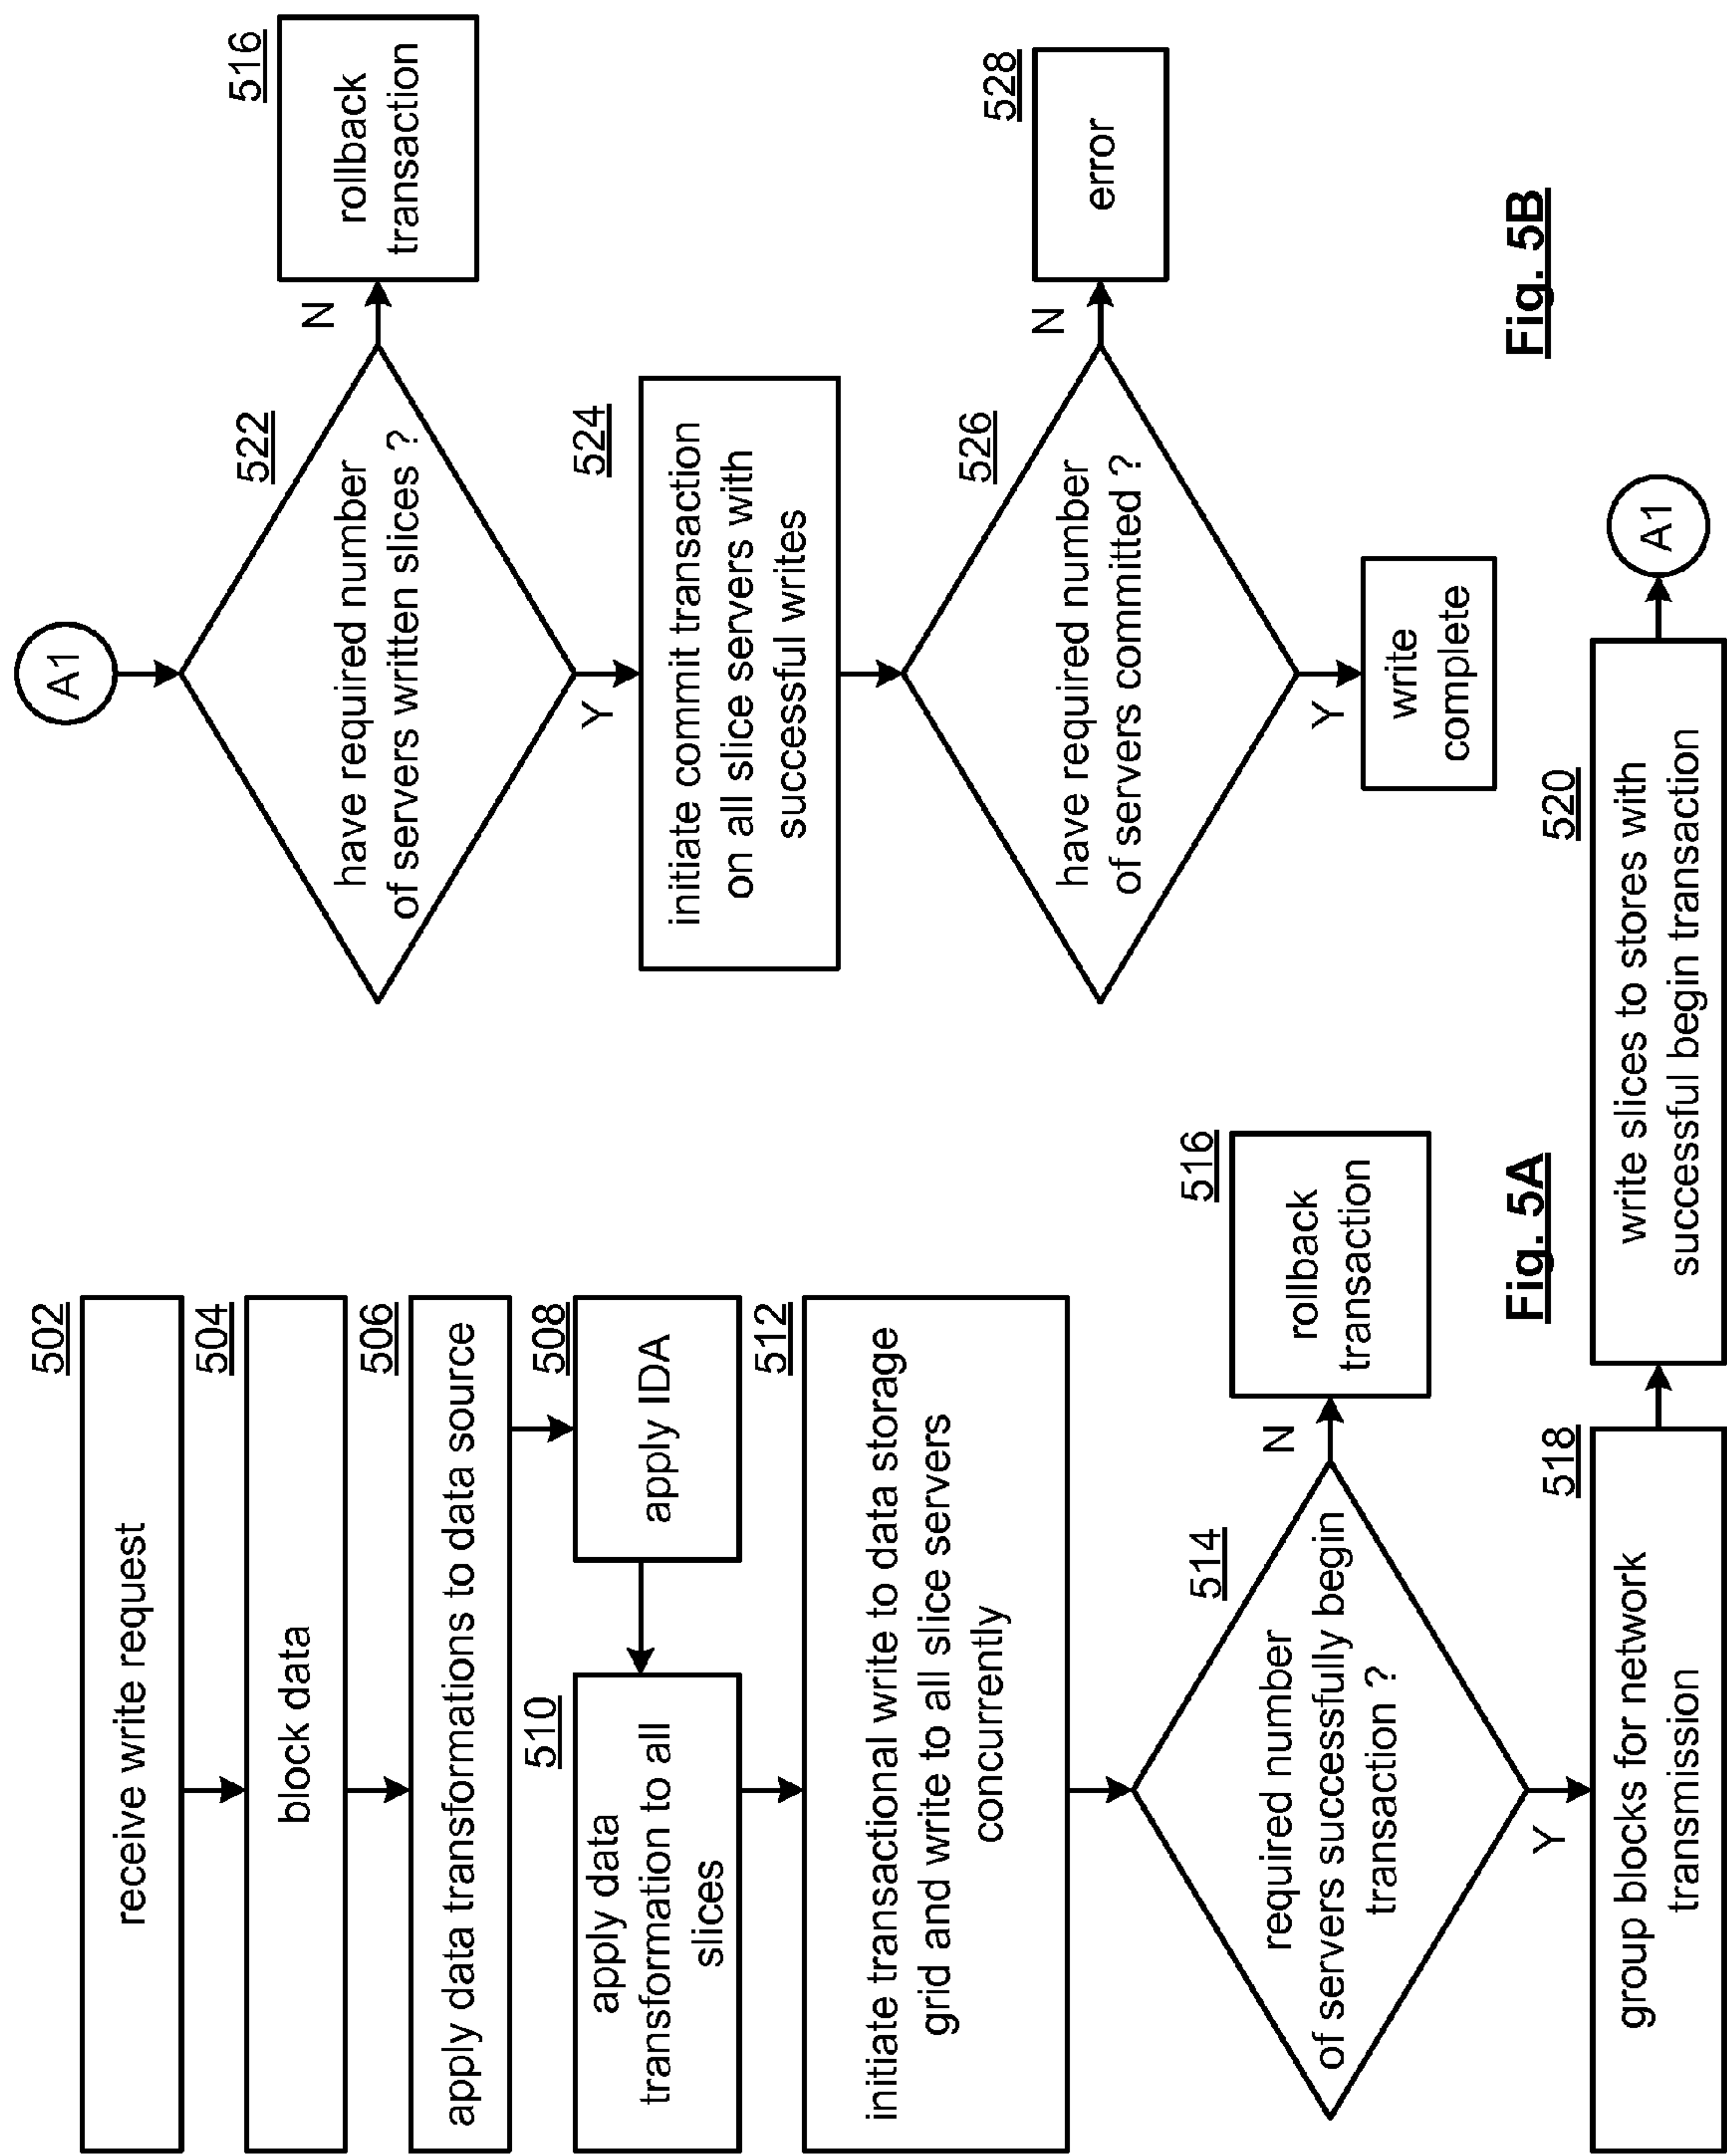 502
receive write request
504
block data
506
apply data transformations to data source
508
apply IDA
510
apply data
transformation to all
slices
512
initiate transactional write to data storage
grid and write to all slice servers
concurrently
514
required number
of servers successfully begin
transaction ?
N
516
rollback
transaction
Y
518
group blocks for network
transmission
520
write slices to stores with
successful begin transaction
A1
Fig. 5A
A1
522
have required number
of servers written slices ?
N
516
rollback
transaction
Y
524
initiate commit transaction
on all slice servers with
successful writes
526
have required number
of servers committed ?
N
528
error
Y
write
complete
Fig. 5B